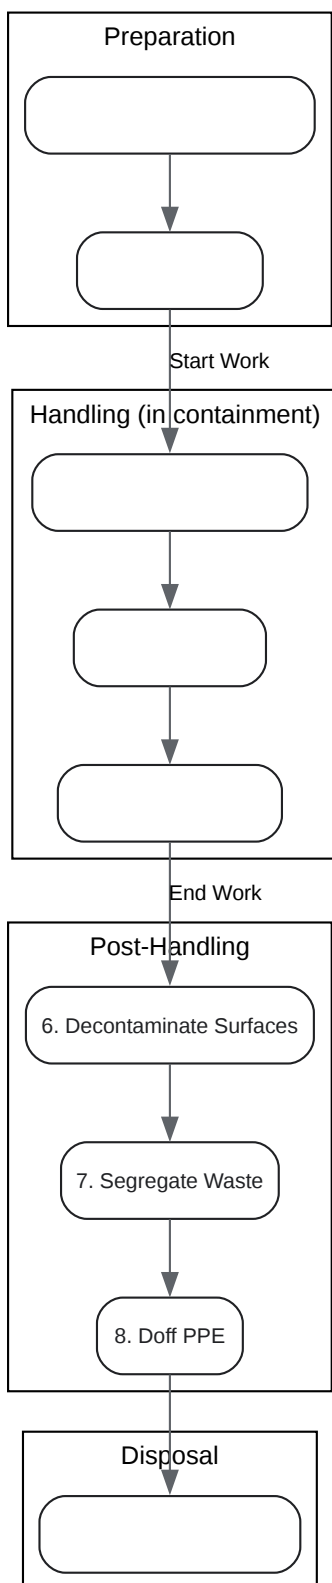 Preparation
Start Work
Handling (in containment)
End Work
Post-Handling
6. Decontaminate Surfaces
7. Segregate Waste
8. Doff PPE
Disposal